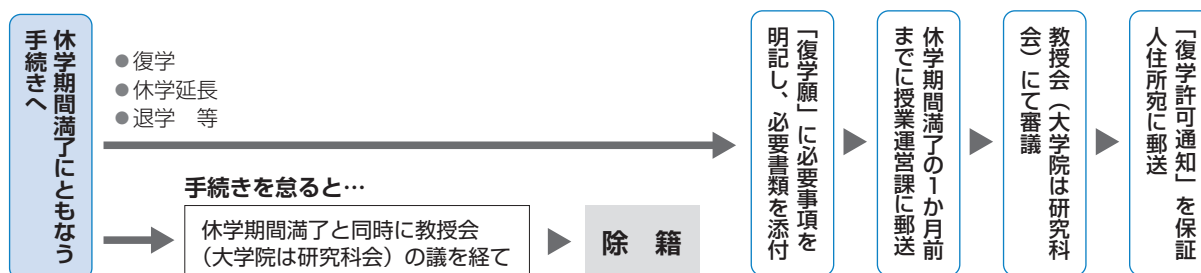 休学期間満了にともなう
手続きへ
●復学
●休学延長
●退学　等
手続きを怠ると…
休学期間満了と同時に教授会
（大学院は研究科会）の議を経て
除　籍
「復学願」に必要事項を
明記し、必要書類を添付
休学期間満了の1か月前
までに授業運営課に郵送
教授会（大学院は研究科
会）にて審議
「復学許可通知」を保証
人住所宛に郵送